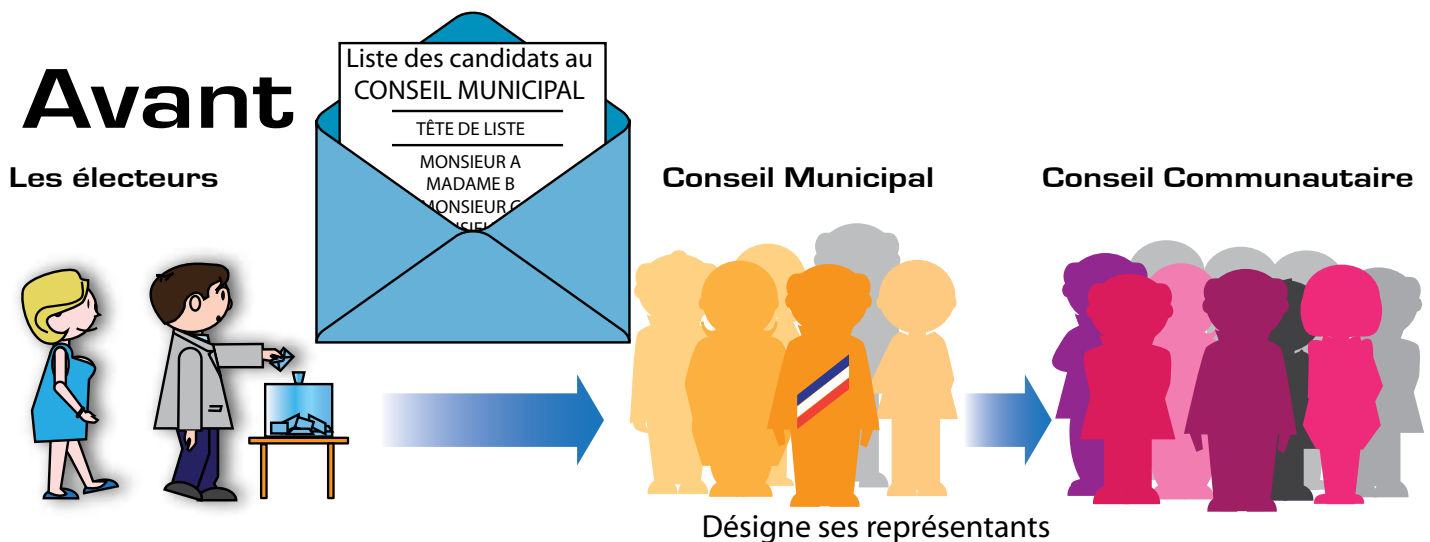 Avant
Les électeurs
Liste des candidats au
CONSEIL MUNICIPAL
TÊTE DE LISTE
MONSIEUR A
MADAME B
MONSIEUR C
Conseil Municipal
Conseil Communautaire
Désigne ses représentants